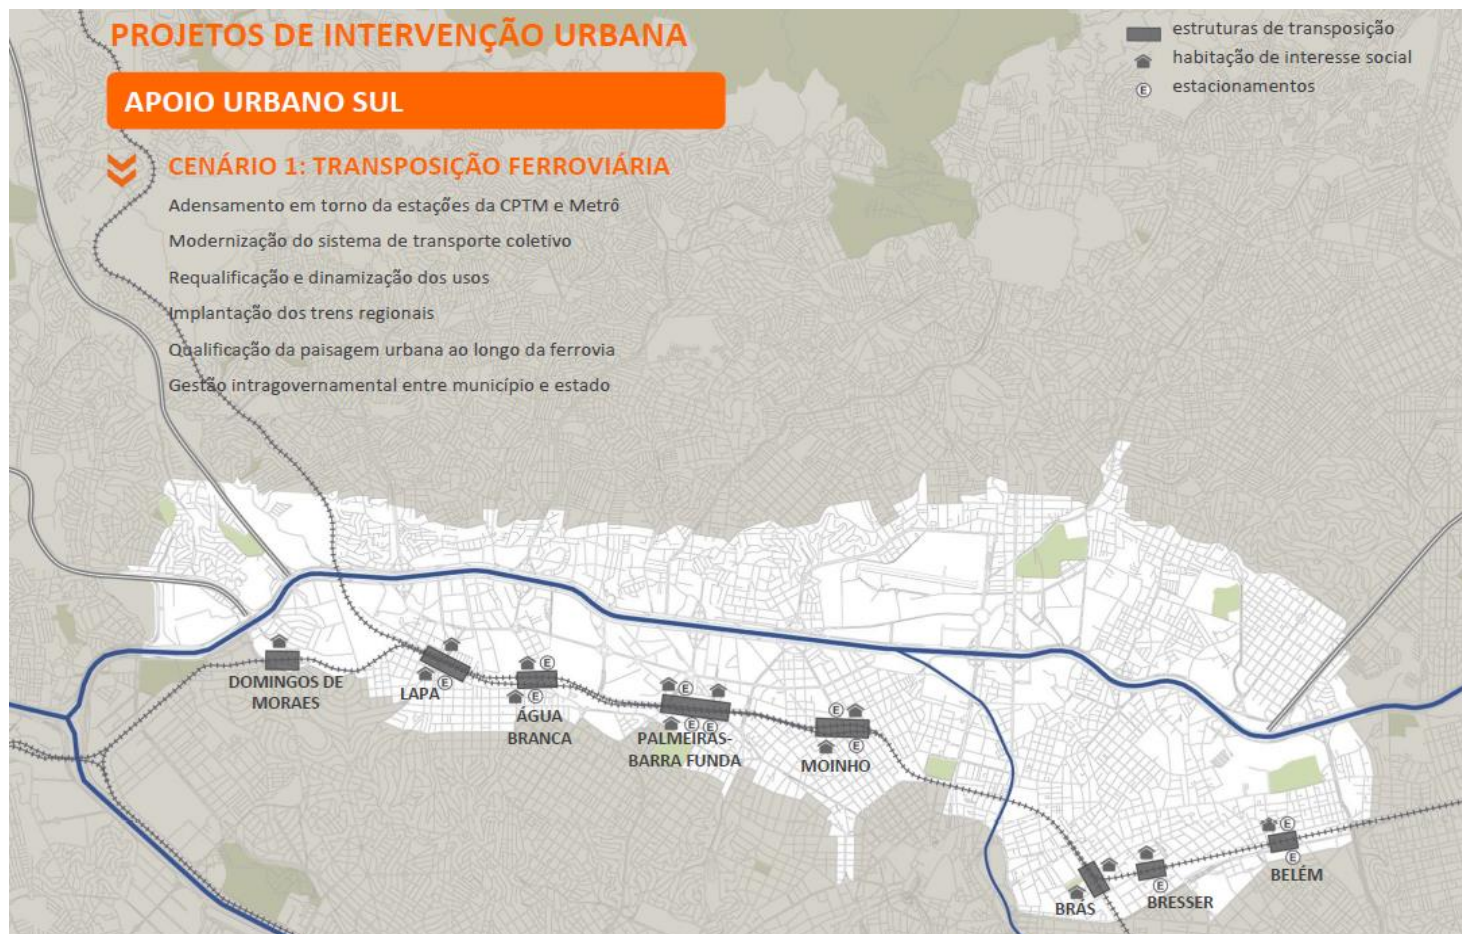 PROJETOS DE INTERVENÇÃO URBANA
APOIO URBANO SUL
CENÁRIO 1: TRANSPOSIÇÃO FERROVIÁRIA
Adensamento em torno da estações da CPTM e Metrô
Modernização do sistema de transporte coletivo
Requalificação e dinamização dos usos
Implantação dos trens regionais
Qualificação da paisagem urbana ao longo da ferrovia
Gestão intragovernamental entre município e estado
estruturas de transposição
habitação de interesse social
E estacionamentos
DOMINGOS DE
MORAES
E
LAPA
E
E
ÁGUA
BRANCA
E
E E
PALMEIRAS-
BARRA FUNDA
E
E
MOINHO
BRÁS
E
BRESSER
E
E
BELÉM